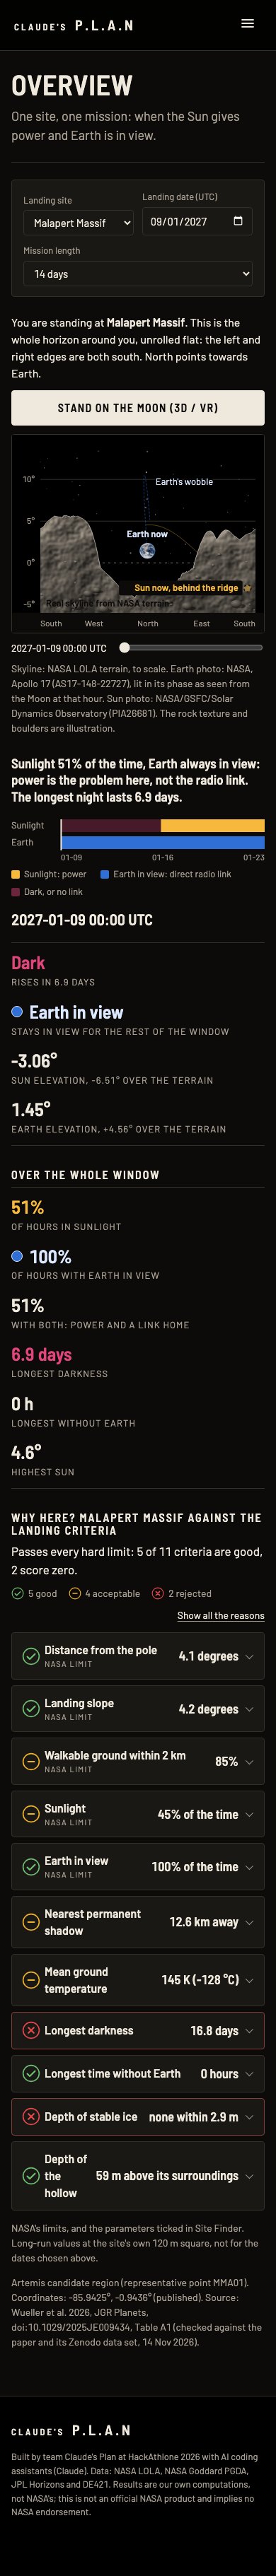 CLAUDE'S P.L.A.N
OVERVIEW
One site, one mission: when the Sun gives
power and Earth is in view.
Landing site
Landing date (UTC)
Malapert Massif
09/01/2027
Mission length
14 days
You are standing at Malapert Massif. This is the
whole horizon around you, unrolled flat: the left and
right edges are both south. North points towards
Earth.
STAND ON THE MOON (3D / VR)
10°
Earth's wobble
5°
Earth now
0°
Sun now, behind the ridge
-5°
Real skyline from NASA terrain
South West North East South
2027-01-09 00:00 UTC
Skyline: NASA LOLA terrain, to scale. Earth photo: NASA,
Apollo 17 (AS17-148-22727), lit in its phase as seen from
the Moon at that hour. Sun photo: NASA/GSFC/Solar
Dynamics Observatory (PIA26681). The rock texture and
boulders are illustration.
Sunlight 51% of the time, Earth always in view:
power is the problem here, not the radio link.
The longest night lasts 6.9 days.
Sunlight
Earth
01-09 01-16 01-23
Sunlight: power
Earth in view: direct radio link
Dark, or no link
2027-01-09 00:00 UTC
Dark
RISES IN 6.9 DAYS
Earth in view
STAYS IN VIEW FOR THE REST OF THE WINDOW
-3.06°
SUN ELEVATION, -6.51° OVER THE TERRAIN
1.45°
EARTH ELEVATION, +4.56° OVER THE TERRAIN
OVER THE WHOLE WINDOW
51%
OF HOURS IN SUNLIGHT
100%
OF HOURS WITH EARTH IN VIEW
51%
WITH BOTH: POWER AND A LINK HOME
6.9 days
LONGEST DARKNESS
0 h
LONGEST WITHOUT EARTH
4.6°
HIGHEST SUN
WHY HERE? MALAPERT MASSIF AGAINST THE
LANDING CRITERIA
Passes every hard limit: 5 of 11 criteria are good,
2 score zero.
5 good
4 acceptable
2 rejected
Show all the reasons
Distance from the pole
NASA LIMIT
4.1 degrees
Landing slope
NASA LIMIT
4.2 degrees
Walkable ground within 2 km
NASA LIMIT
85%
Sunlight
NASA LIMIT
45% of the time
Earth in view
NASA LIMIT
100% of the time
Nearest permanent
shadow
12.6 km away
Mean ground
temperature
145 K (-128 °C)
Longest darkness
16.8 days
Longest time without Earth
0 hours
Depth of stable ice
none within 2.9 m
Depth of
the
hollow
59 m above its surroundings
NASA's limits, and the parameters ticked in Site Finder.
Long-run values at the site's own 120 m square, not for the
dates chosen above.
Artemis candidate region (representative point MMA01).
Coordinates: -85.9425°, -0.9436° (published). Source:
Wueller et al. 2026, JGR Planets,
doi:10.1029/2025JE009434, Table A1 (checked against the
paper and its Zenodo data set, 14 Nov 2026).
CLAUDE'S P.L.A.N
Built by team Claude's Plan at HackAthlone 2026 with AI coding
assistants (Claude). Data: NASA LOLA, NASA Goddard PGDA,
JPL Horizons and DE421. Results are our own computations,
not NASA's; this is not an official NASA product and implies no
NASA endorsement.